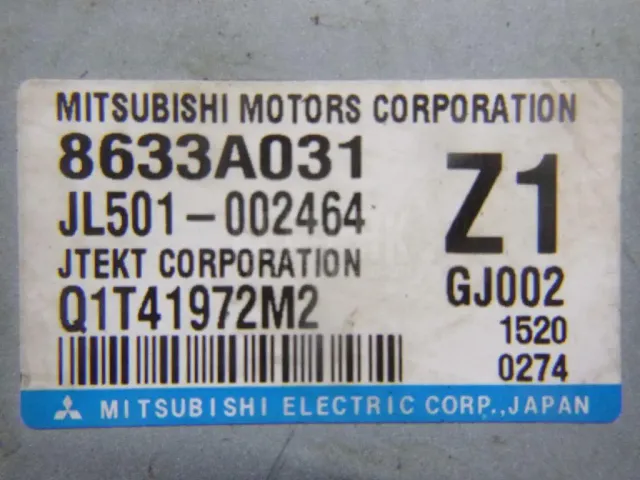 MITSUBISHI MOTORS CORPORATION
8633A031
JL501-002464
Z1
JTEKT CORPORATION
GJ002
Q1T41972M2
1520
0274
MITSUBISHI ELECTRIC CORP.,JAPAN